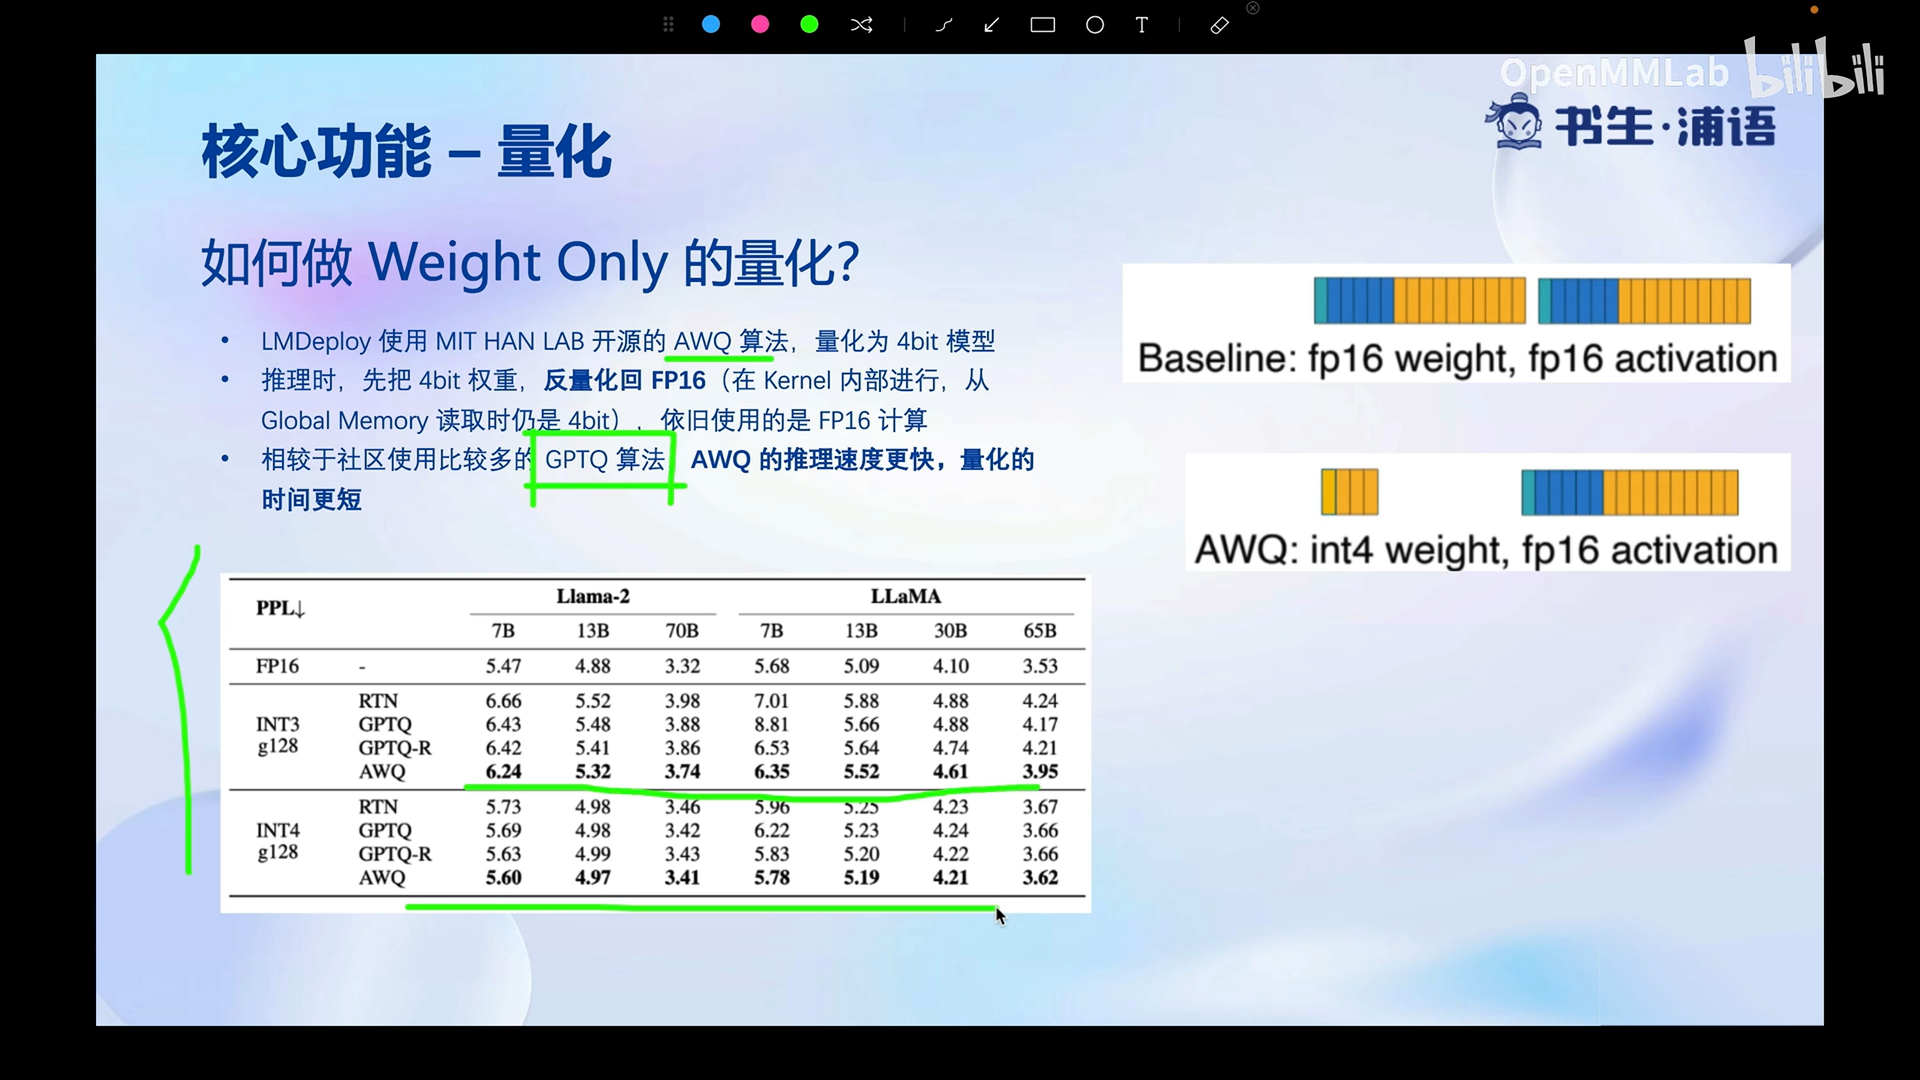 OpenMMLab bilibili
书生·浦语
核心功能 – 量化
如何做 Weight Only 的量化？
• LMDeploy 使用 MIT HAN LAB 开源的 AWQ 算法，量化为 4bit 模型
• 推理时，先把 4bit 权重，反量化回 FP16（在 Kernel 内部进行，从
Global Memory 读取时仍是 4bit），依旧使用的是 FP16 计算
• 相较于社区使用比较多的 GPTQ 算法，AWQ 的推理速度更快，量化的
时间更短
Baseline: fp16 weight, fp16 activation
AWQ: int4 weight, fp16 activation
PPL↓ Llama-2 LLaMA
7B 13B 70B 7B 13B 30B 65B
FP16 - 5.47 4.88 3.32 5.68 5.09 4.10 3.53
INT3 g128
RTN 6.66 5.52 3.98 7.01 5.88 4.88 4.24
GPTQ 6.43 5.48 3.88 8.81 5.66 4.88 4.17
GPTQ-R 6.42 5.41 3.86 6.53 5.64 4.74 4.21
AWQ 6.24 5.32 3.74 6.35 5.52 4.61 3.95
INT4 g128
RTN 5.73 4.98 3.46 5.96 5.25 4.23 3.67
GPTQ 5.69 4.98 3.42 6.22 5.23 4.24 3.66
GPTQ-R 5.63 4.99 3.43 5.83 5.20 4.22 3.66
AWQ 5.60 4.97 3.41 5.78 5.19 4.21 3.62